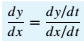 dy/dx = (dy/dt)/(dx/dt)